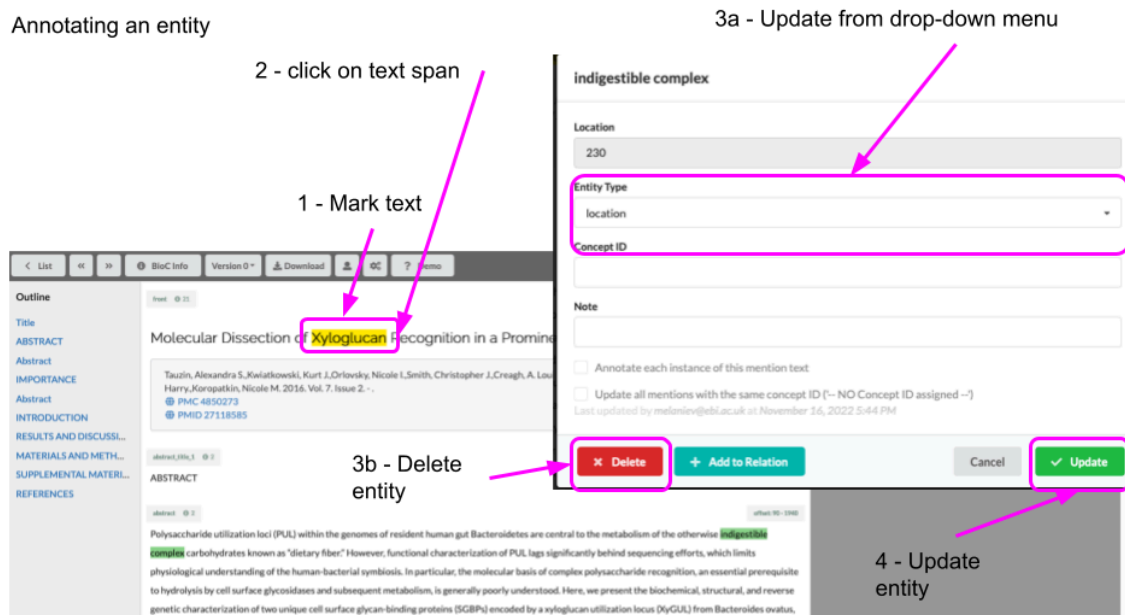 Annotating an entity
3a - Update from drop-down menu
2 - click on text span
1 - Mark text
indigestible complex
Location
230
Entity Type
location
Concept ID
Note
Annotate each instance of this mention text
Update all mentions with the same concept ID ('-- NO Concept ID assigned --')
Last updated by melaniev@ebi.ac.uk at November 16, 2022 5:44 PM
Delete
+ Add to Relation
Cancel
Update
3b - Delete
entity
4 - Update
entity
List « » BioC Info Version 0 Download ? Demo
Outline
Title
ABSTRACT
Abstract
IMPORTANCE
Abstract
INTRODUCTION
RESULTS AND DISCUSSI...
MATERIALS AND METH...
SUPPLEMENTAL MATERI...
REFERENCES
front 21
Molecular Dissection of Xyloglucan Recognition in a Promine
Tauzin, Alexandra S.,Kwiatkowski, Kurt J.,Orlovsky, Nicole I.,Smith, Christopher J.,Creagh, A. Lou
Harry.,Koropatkin, Nicole M. 2016. Vol. 7. Issue 2. - .
PMC 4850273
PMID 27118585
abstract_title_1 2
ABSTRACT
abstract 3
offset: 90 - 1940
Polysaccharide utilization loci (PUL) within the genomes of resident human gut Bacteroidetes are central to the metabolism of the otherwise indigestible
complex carbohydrates known as "dietary fiber." However, functional characterization of PUL lags significantly behind sequencing efforts, which limits
physiological understanding of the human-bacterial symbiosis. In particular, the molecular basis of complex polysaccharide recognition, an essential prerequisite
to hydrolysis by cell surface glycosidases and subsequent metabolism, is generally poorly understood. Here, we present the biochemical, structural, and reverse
genetic characterization of two unique cell surface glycan-binding proteins (SGBPs) encoded by a xyloglucan utilization locus (XyGUL) from Bacteroides ovatus,